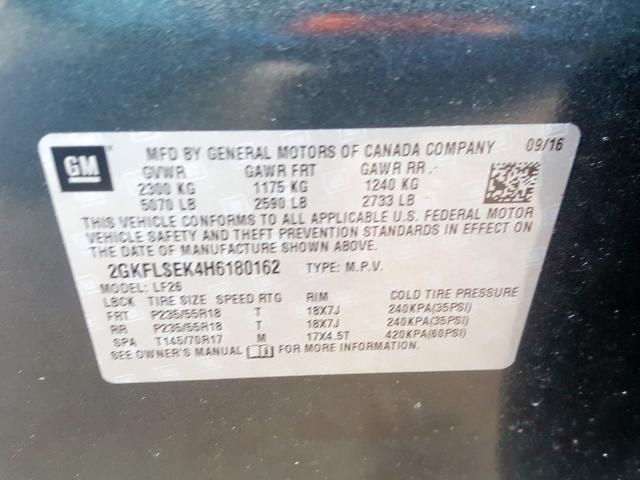 GM
MFD BY GENERAL MOTORS OF CANADA COMPANY 09/16
GVWR GAWR FRT GAWR RR
2300 KG 1175 KG 1240 KG
5070 LB 2590 LB 2733 LB
THIS VEHICLE CONFORMS TO ALL APPLICABLE U.S. FEDERAL MOTOR
VEHICLE SAFETY AND THEFT PREVENTION STANDARDS IN EFFECT ON
THE DATE OF MANUFACTURE SHOWN ABOVE.
2GKFLSEK4H6180162 TYPE: M.P.V.
MODEL: LF26
LBCK TIRE SIZE SPEED RTG RIM COLD TIRE PRESSURE
FRT P235/55R18 T 18X7J 240KPA(35PSI)
RR P235/55R18 T 18X7J 240KPA(35PSI)
SPA T145/70R17 M 17X4.5T 420KPA(60PSI)
SEE OWNER'S MANUAL FOR MORE INFORMATION.